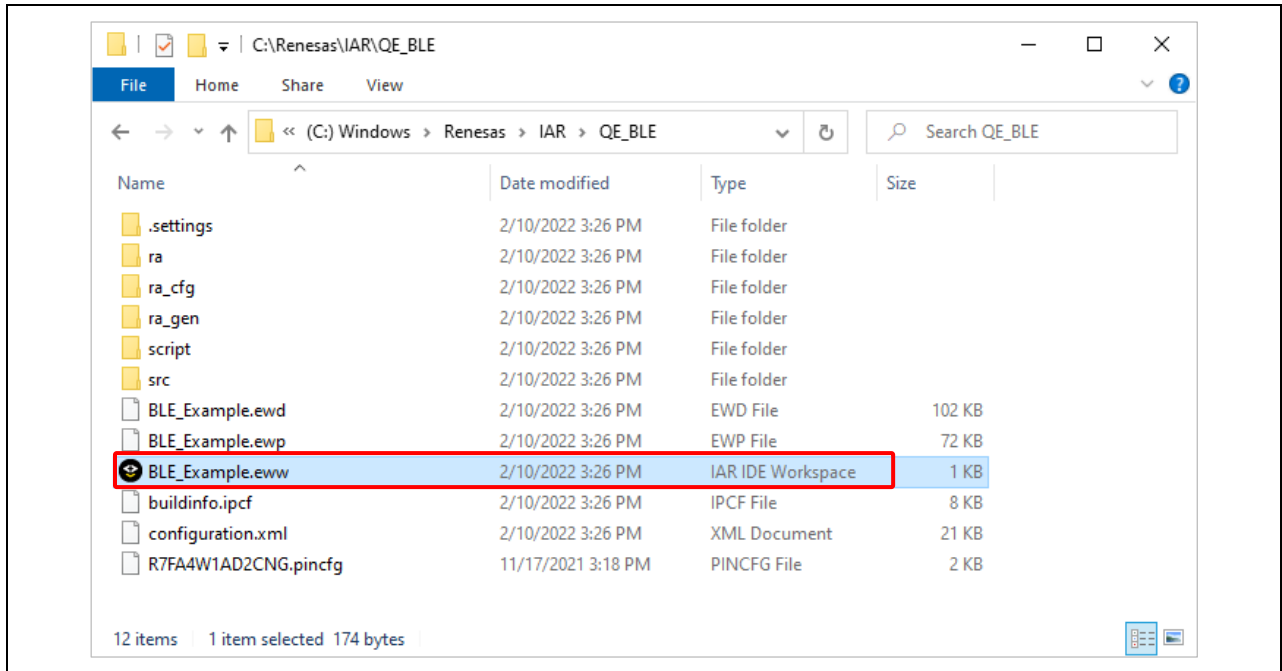 C:\Renesas\IAR\QE_BLE
File Home Share View
« (C:) Windows › Renesas › IAR › QE_BLE Search QE_BLE
Name Date modified Type Size
.settings 2/10/2022 3:26 PM File folder
ra 2/10/2022 3:26 PM File folder
ra_cfg 2/10/2022 3:26 PM File folder
ra_gen 2/10/2022 3:26 PM File folder
script 2/10/2022 3:26 PM File folder
src 2/10/2022 3:26 PM File folder
BLE_Example.ewd 2/10/2022 3:26 PM EWD File 102 KB
BLE_Example.ewp 2/10/2022 3:26 PM EWP File 72 KB
BLE_Example.eww 2/10/2022 3:26 PM IAR IDE Workspace 1 KB
buildinfo.ipcf 2/10/2022 3:26 PM IPCF File 8 KB
configuration.xml 2/10/2022 3:26 PM XML Document 21 KB
R7FA4W1AD2CNG.pincfg 11/17/2021 3:18 PM PINCFG File 2 KB
12 items 1 item selected 174 bytes